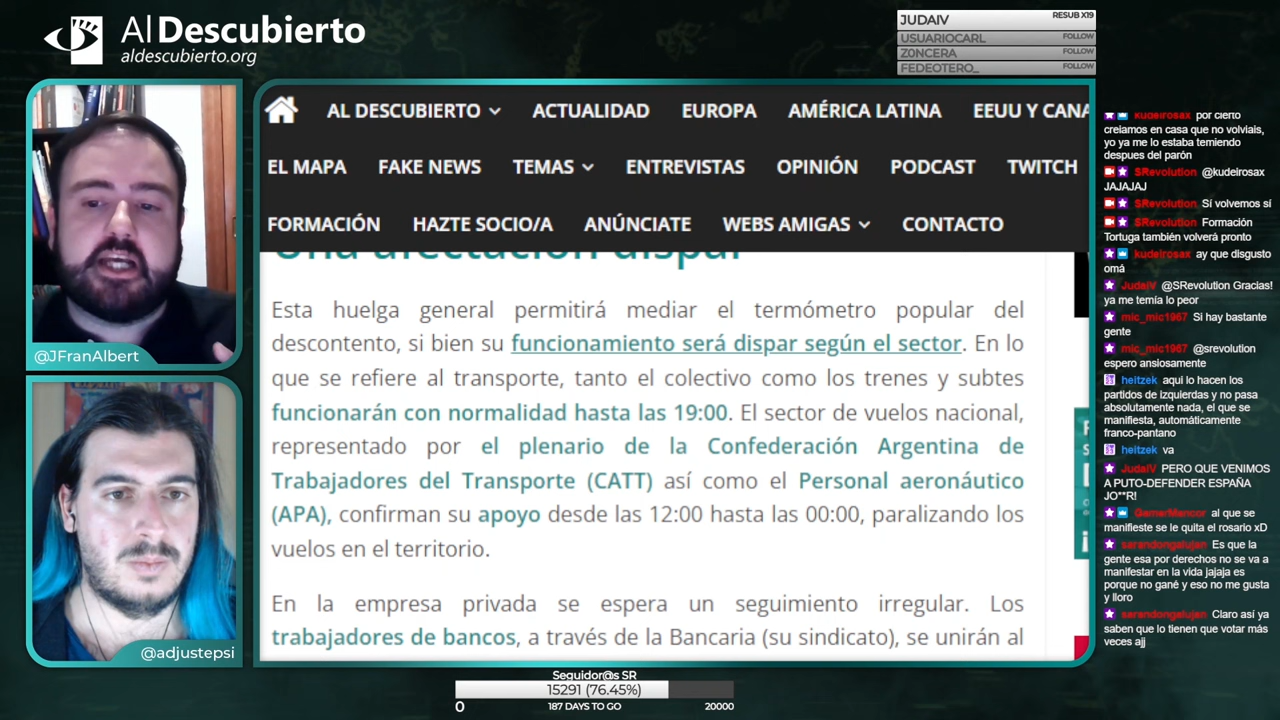 Al Descubierto
aldescubierto.org
JUDAIV RESUB X19
USUARIOCARL FOLLOW
Z0NCERA FOLLOW
FEDEOTERO_ FOLLOW
AL DESCUBIERTO ACTUALIDAD EUROPA AMÉRICA LATINA EEUU Y CANA
EL MAPA FAKE NEWS TEMAS ENTREVISTAS OPINIÓN PODCAST TWITCH
FORMACIÓN HAZTE SOCIO/A ANÚNCIATE WEBS AMIGAS CONTACTO
Una afectación dispar
Esta huelga general permitirá mediar el termómetro popular del
descontento, si bien su funcionamiento será dispar según el sector. En lo
que se refiere al transporte, tanto el colectivo como los trenes y subtes
funcionarán con normalidad hasta las 19:00. El sector de vuelos nacional,
representado por el plenario de la Confederación Argentina de
Trabajadores del Transporte (CATT) así como el Personal aeronáutico
(APA), confirman su apoyo desde las 12:00 hasta las 00:00, paralizando los
vuelos en el territorio.
En la empresa privada se espera un seguimiento irregular. Los
trabajadores de bancos, a través de la Bancaria (su sindicato), se unirán al
@JFranAlbert
@adjustepsi
kudeirosax por cierto
creiamos en casa que no volviais,
yo ya me lo estaba temiendo
despues del parón
SRevolution @kudeirosax
JAJAJAJ
SRevolution Sí volvemos sí
SRevolution Formación
Tortuga también volverá pronto
kudeirosax ay que disgusto
omá
JudaIV @SRevolution Gracias!
ya me temía lo peor
mic_mic1967 Si hay bastante
gente
mic_mic1967 @srevolution
espero ansiosamente
heitzek aqui lo hacen los
partidos de izquierdas y no pasa
absolutamente nada, el que se
manifiesta, automáticamente
franco-pantano
heitzek va
JudaIV PERO QUE VENIMOS
A PUTO-DEFENDER ESPAÑA
JO**R!
GamerMancor al que se
manifieste se le quita el rosario xD
sarandongalujan Es que la
gente esa por derechos no se va a
manifestar en la vida jajaja es
porque no gané y eso no me gusta
y lloro
sarandongalujan Claro así ya
saben que lo tienen que votar más
veces ajj
Seguidor@s SR
15291 (76.45%)
0 187 DAYS TO GO 20000